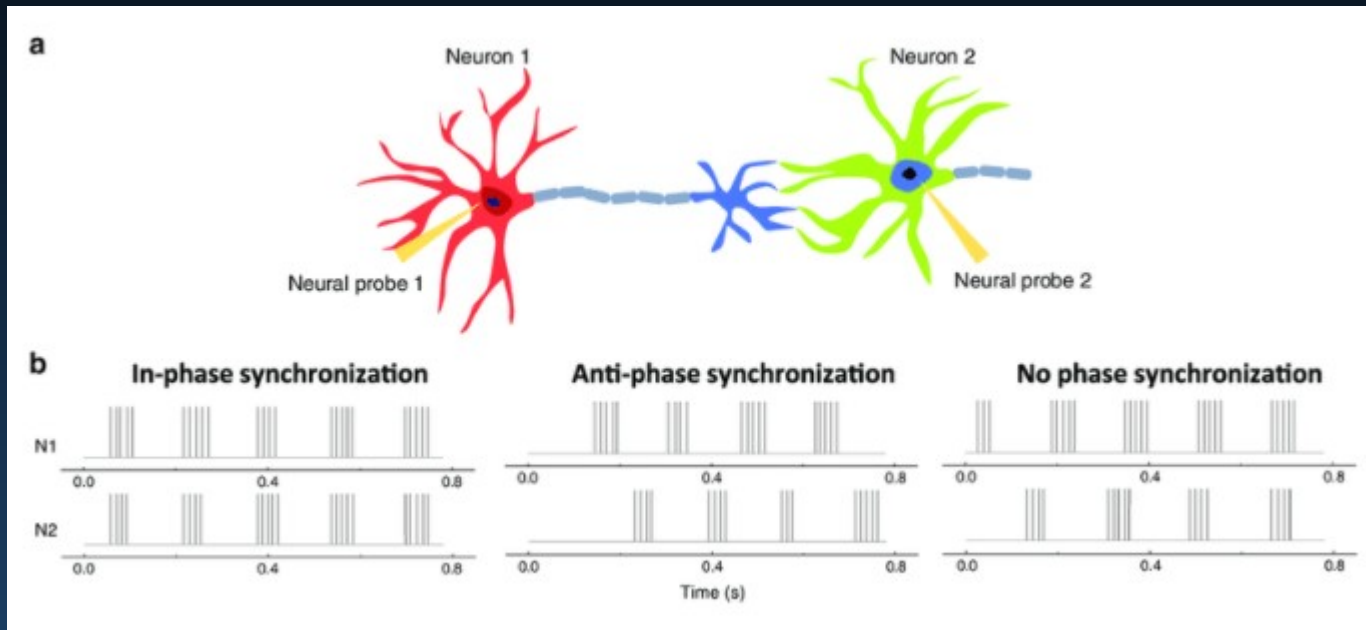 a
Neuron 1
Neuron 2
Neural probe 1
Neural probe 2
b
In-phase synchronization
Anti-phase synchronization
No phase synchronization
N1
0.0 0.4 0.8
0.0 0.4 0.8
0.0 0.4 0.8
N2
0.0 0.4 0.8
0.0 0.4 0.8
0.0 0.4 0.8
Time (s)